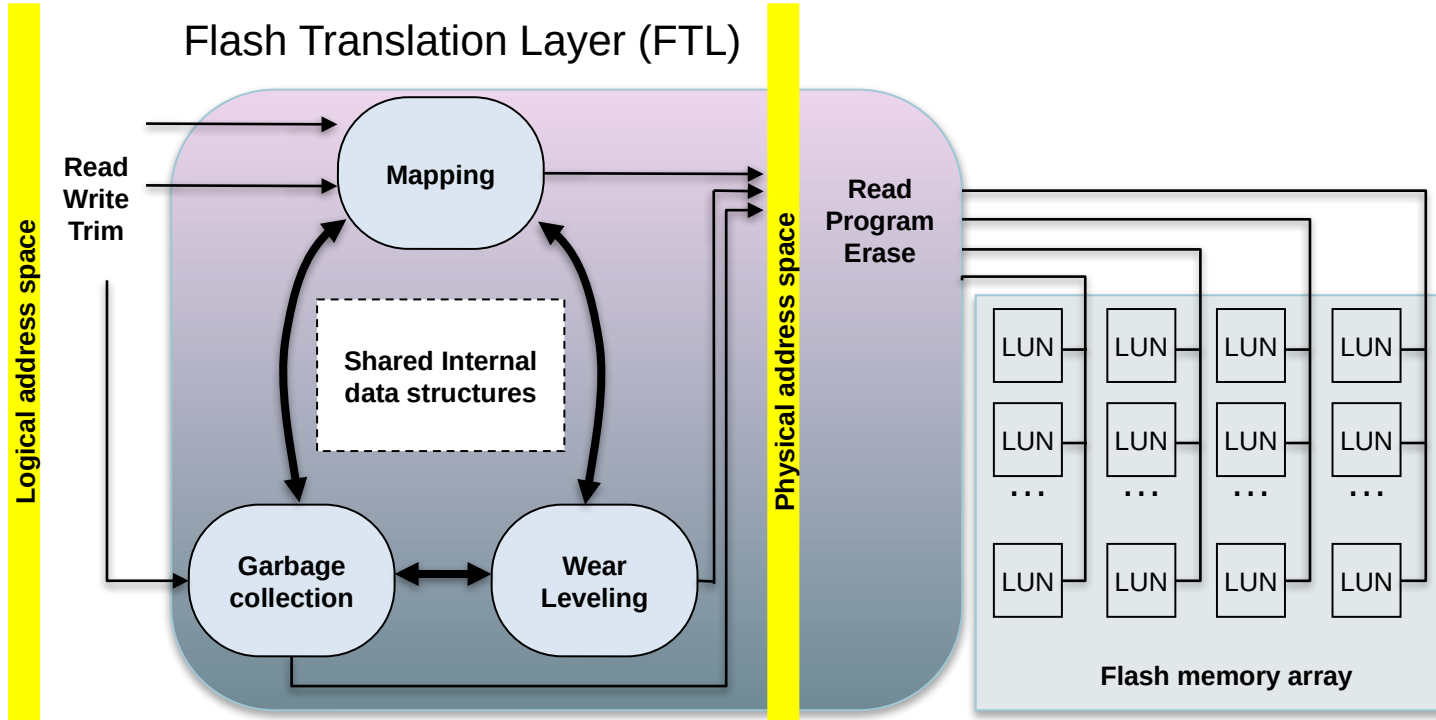 Flash Translation Layer (FTL)
Logical address space
Read
Write
Trim
Mapping
Shared Internal
data structures
Garbage
collection
Wear
Leveling
Physical address space
Read
Program
Erase
LUN LUN LUN LUN
LUN LUN LUN LUN
... ... ... ...
LUN LUN LUN LUN
Flash memory array